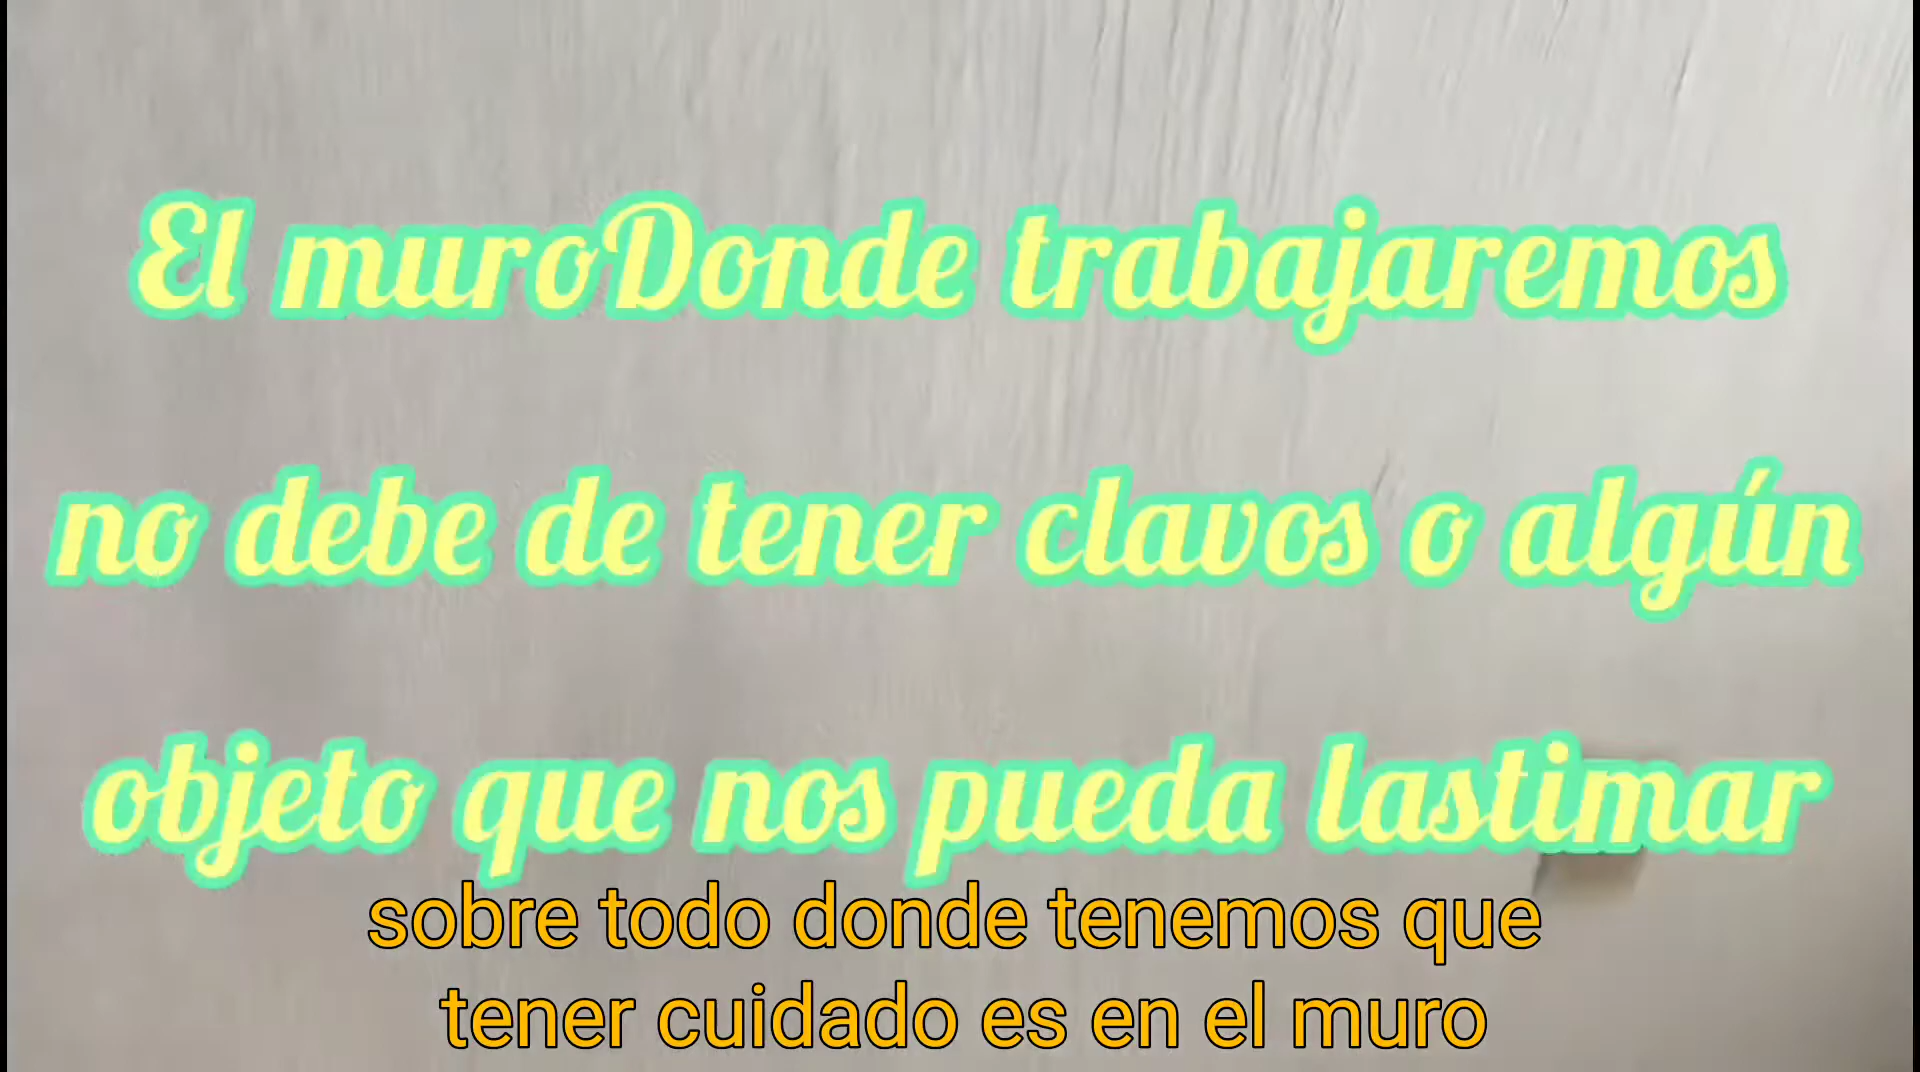 El muroDonde trabajaremos
no debe de tener clavos o algún
objeto que nos pueda lastimar
sobre todo donde tenemos que
tener cuidado es en el muro